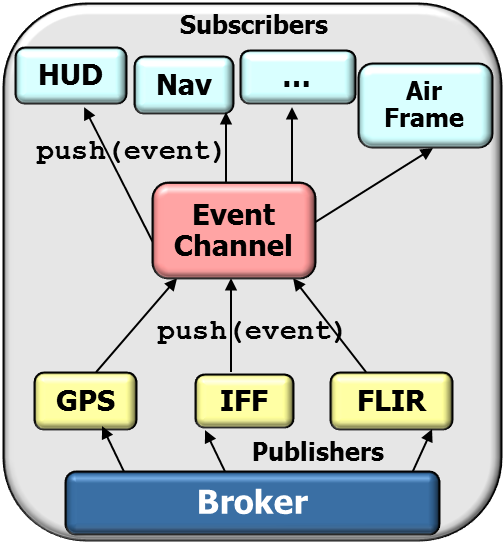 Subscribers
HUD
Nav
...
Air
Frame
push(event)
Event
Channel
push(event)
GPS
IFF
FLIR
Publishers
Broker